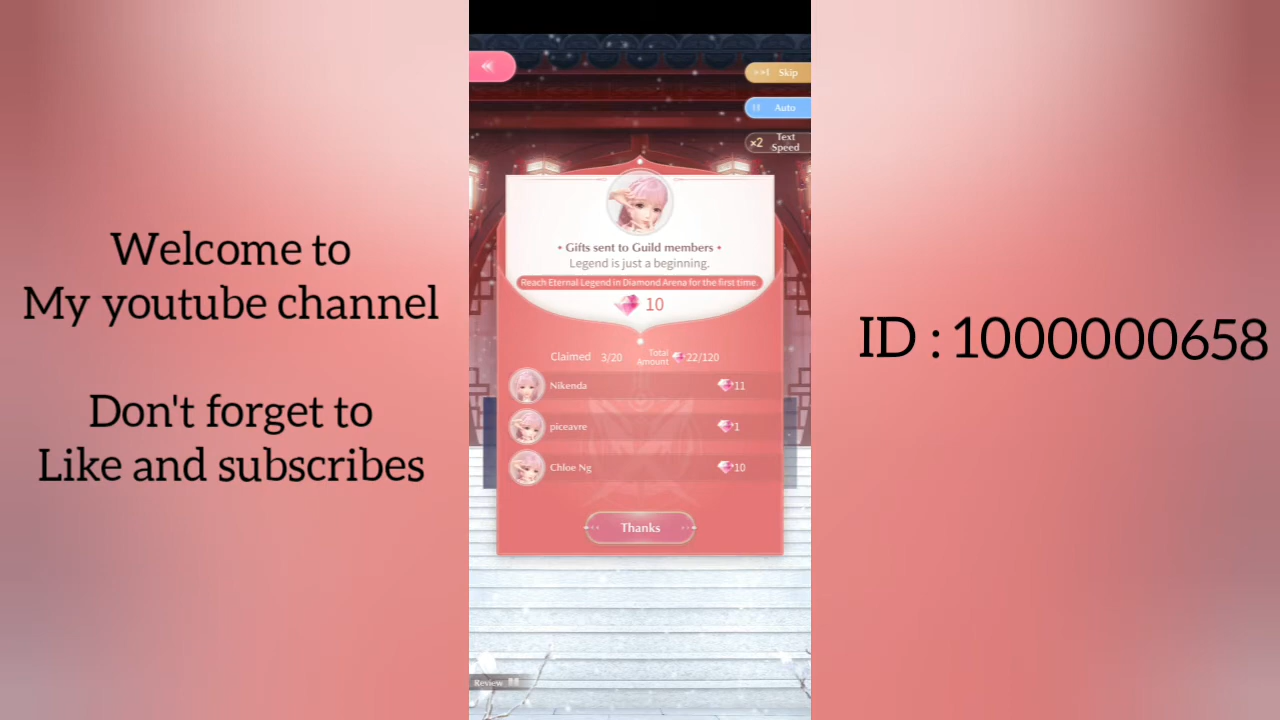 Welcome to
My youtube channel
Don't forget to
Like and subscribes
Skip
Auto
×2 Text Speed
• Gifts sent to Guild members •
Legend is just a beginning.
Reach Eternal Legend in Diamond Arena for the first time.
10
Claimed 3/20 Total Amount 22/120
Nikenda 11
piceavre 1
Chloe Ng 10
Thanks
Review
ID : 1000000658